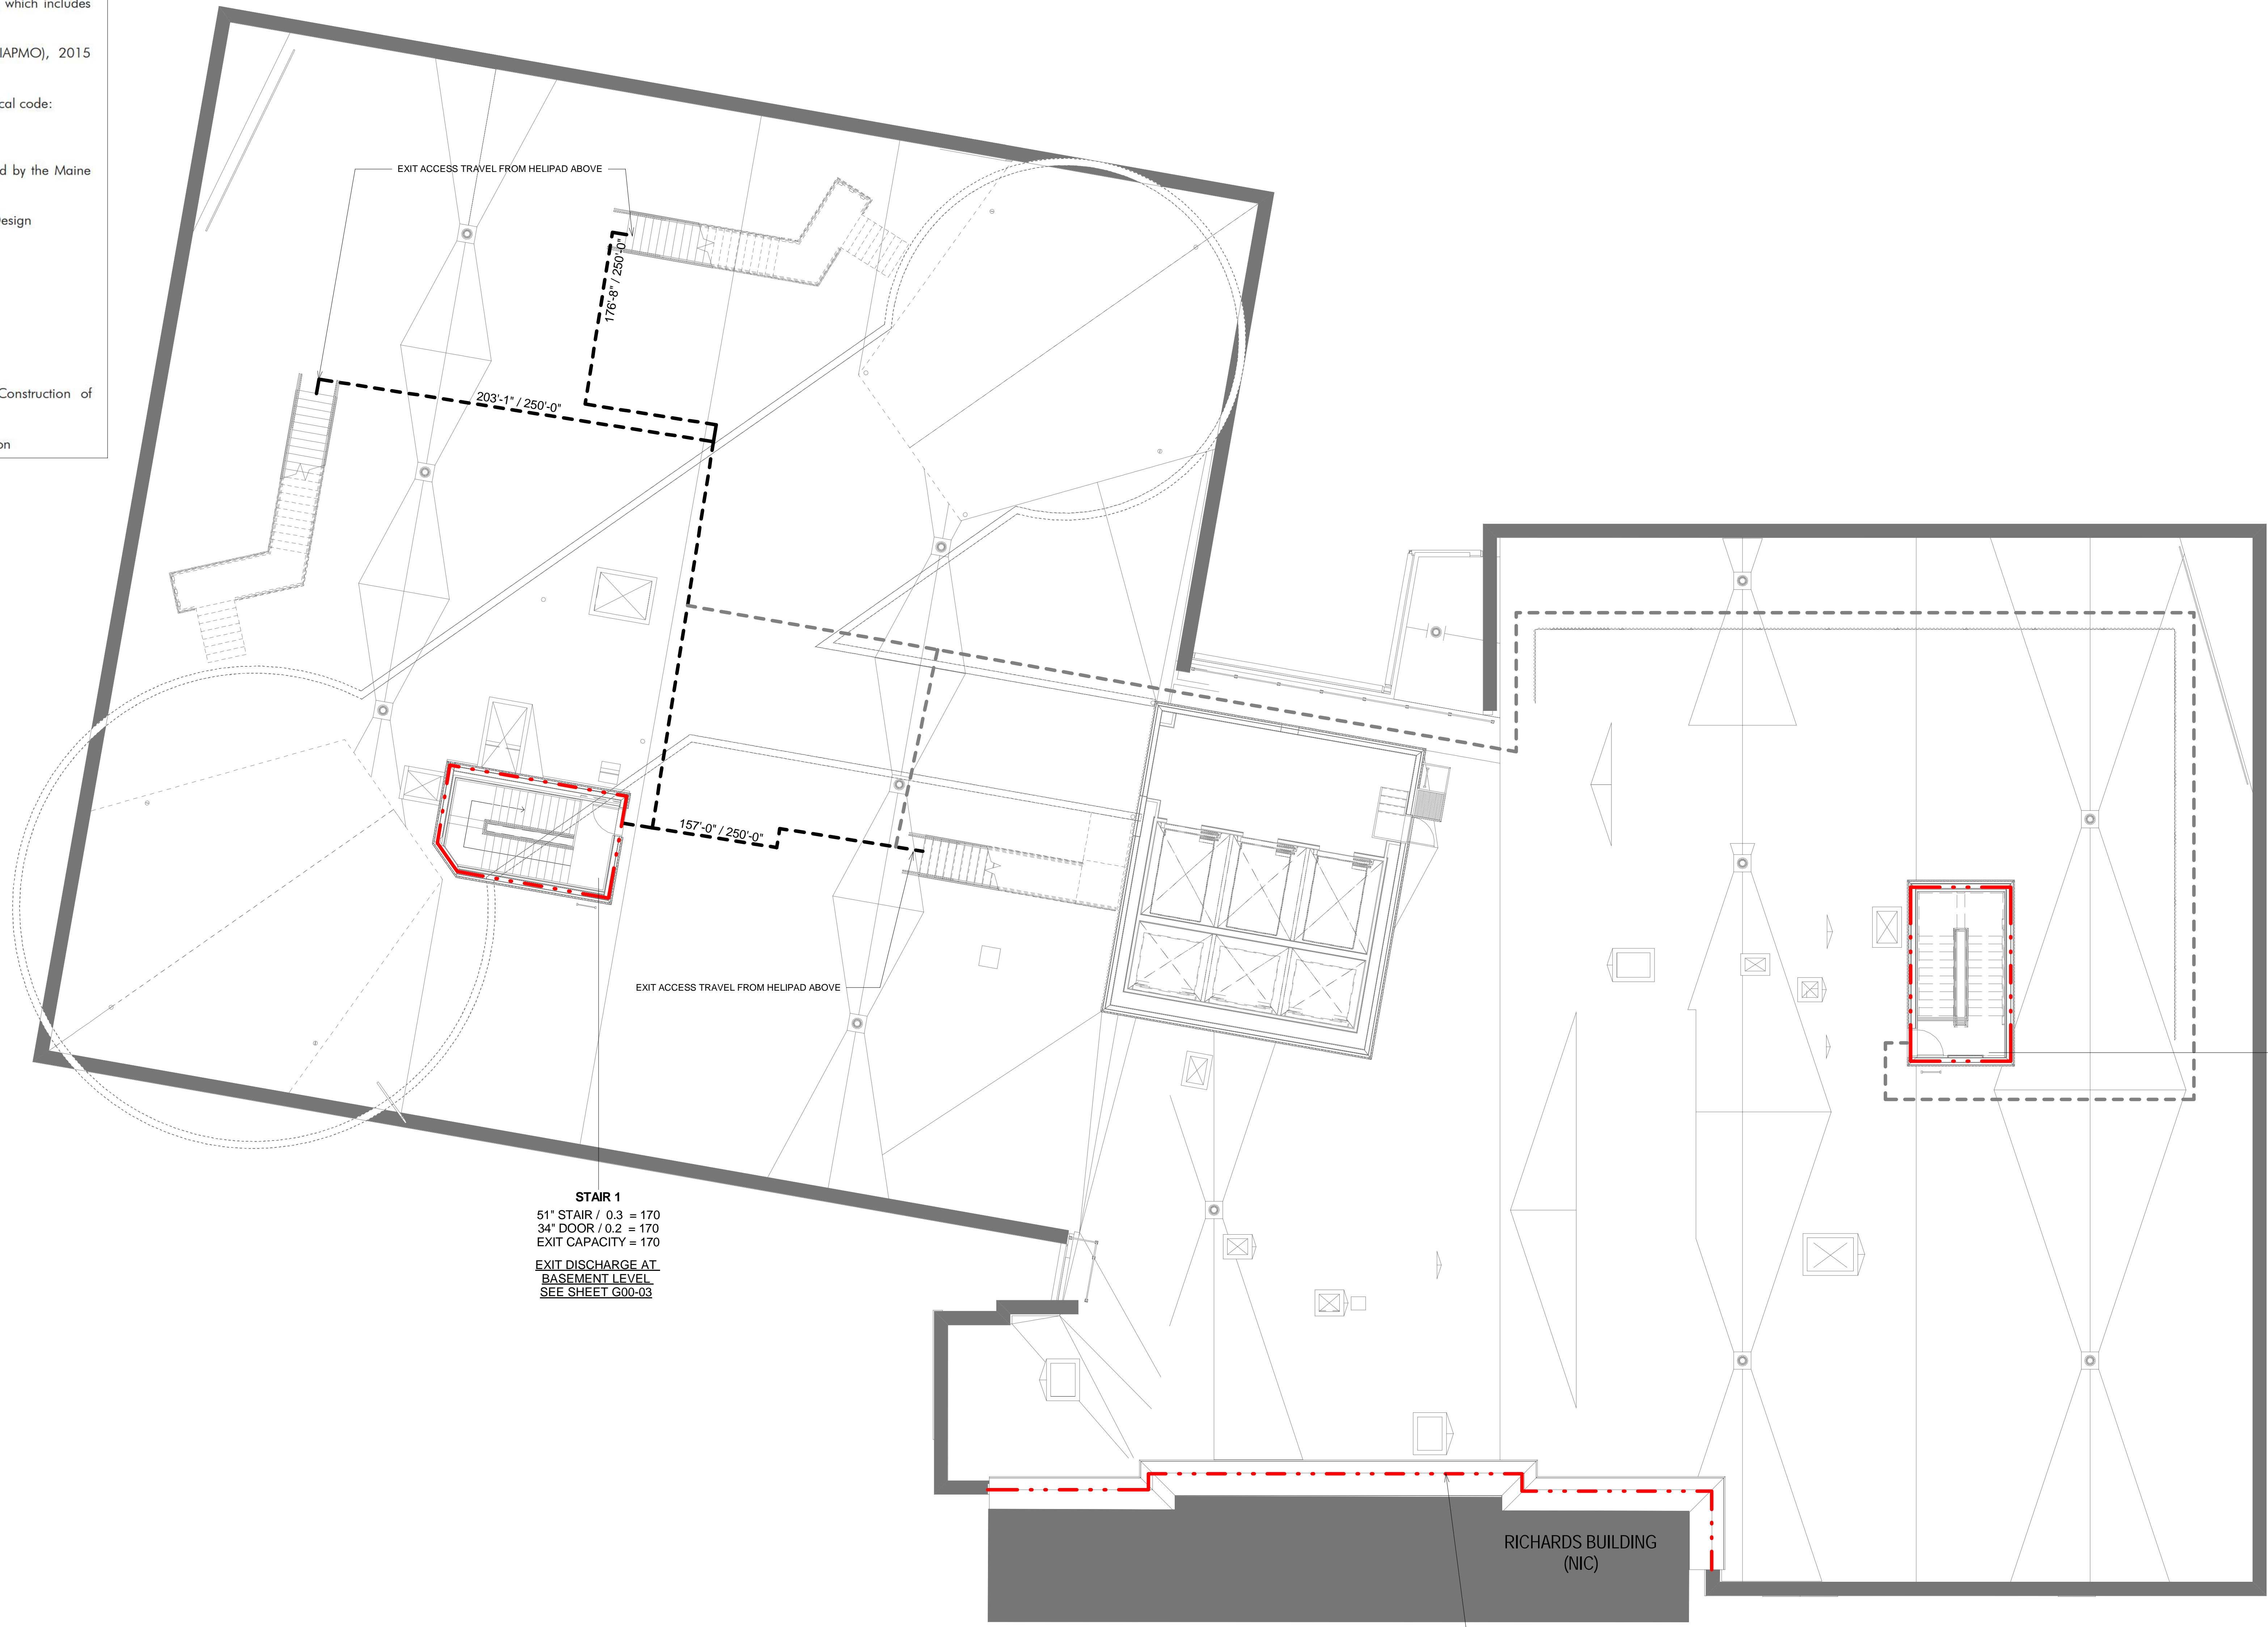 which includes
IAPMO), 2015
cal code:
d by the Maine
Design
Construction of
on
EXIT ACCESS TRAVEL FROM HELIPAD ABOVE
176'-8" / 250'-0"
203'-1" / 250'-0"
157'-0" / 250'-0"
EXIT ACCESS TRAVEL FROM HELIPAD ABOVE
STAIR 1
51" STAIR / 0.3 = 170
34" DOOR / 0.2 = 170
EXIT CAPACITY = 170
EXIT DISCHARGE AT
BASEMENT LEVEL
SEE SHEET G00-03
RICHARDS BUILDING
(NIC)